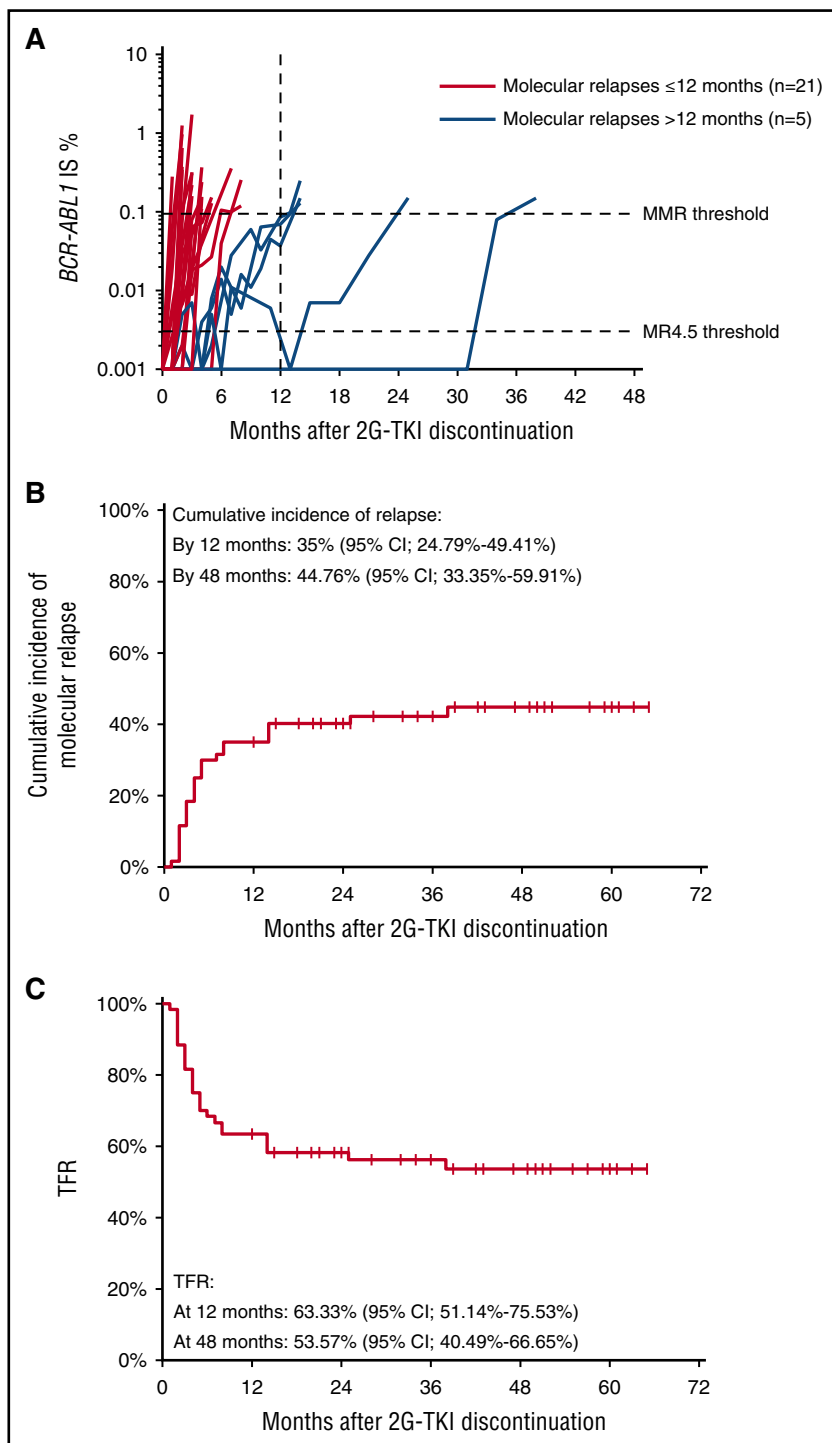 A
10
1
0.1
0.01
0.001
BCR-ABL1 IS %
Molecular relapses ≤12 months (n=21)
Molecular relapses >12 months (n=5)
MMR threshold
MR4.5 threshold
0 6 12 18 24 30 36 42 48
Months after 2G-TKI discontinuation
B
100%
80%
60%
40%
20%
0%
Cumulative incidence of
molecular relapse
Cumulative incidence of relapse:
By 12 months: 35% (95% CI; 24.79%-49.41%)
By 48 months: 44.76% (95% CI; 33.35%-59.91%)
0 12 24 36 48 60 72
Months after 2G-TKI discontinuation
C
100%
80%
60%
40%
20%
0%
TFR
TFR:
At 12 months: 63.33% (95% CI; 51.14%-75.53%)
At 48 months: 53.57% (95% CI; 40.49%-66.65%)
0 12 24 36 48 60 72
Months after 2G-TKI discontinuation